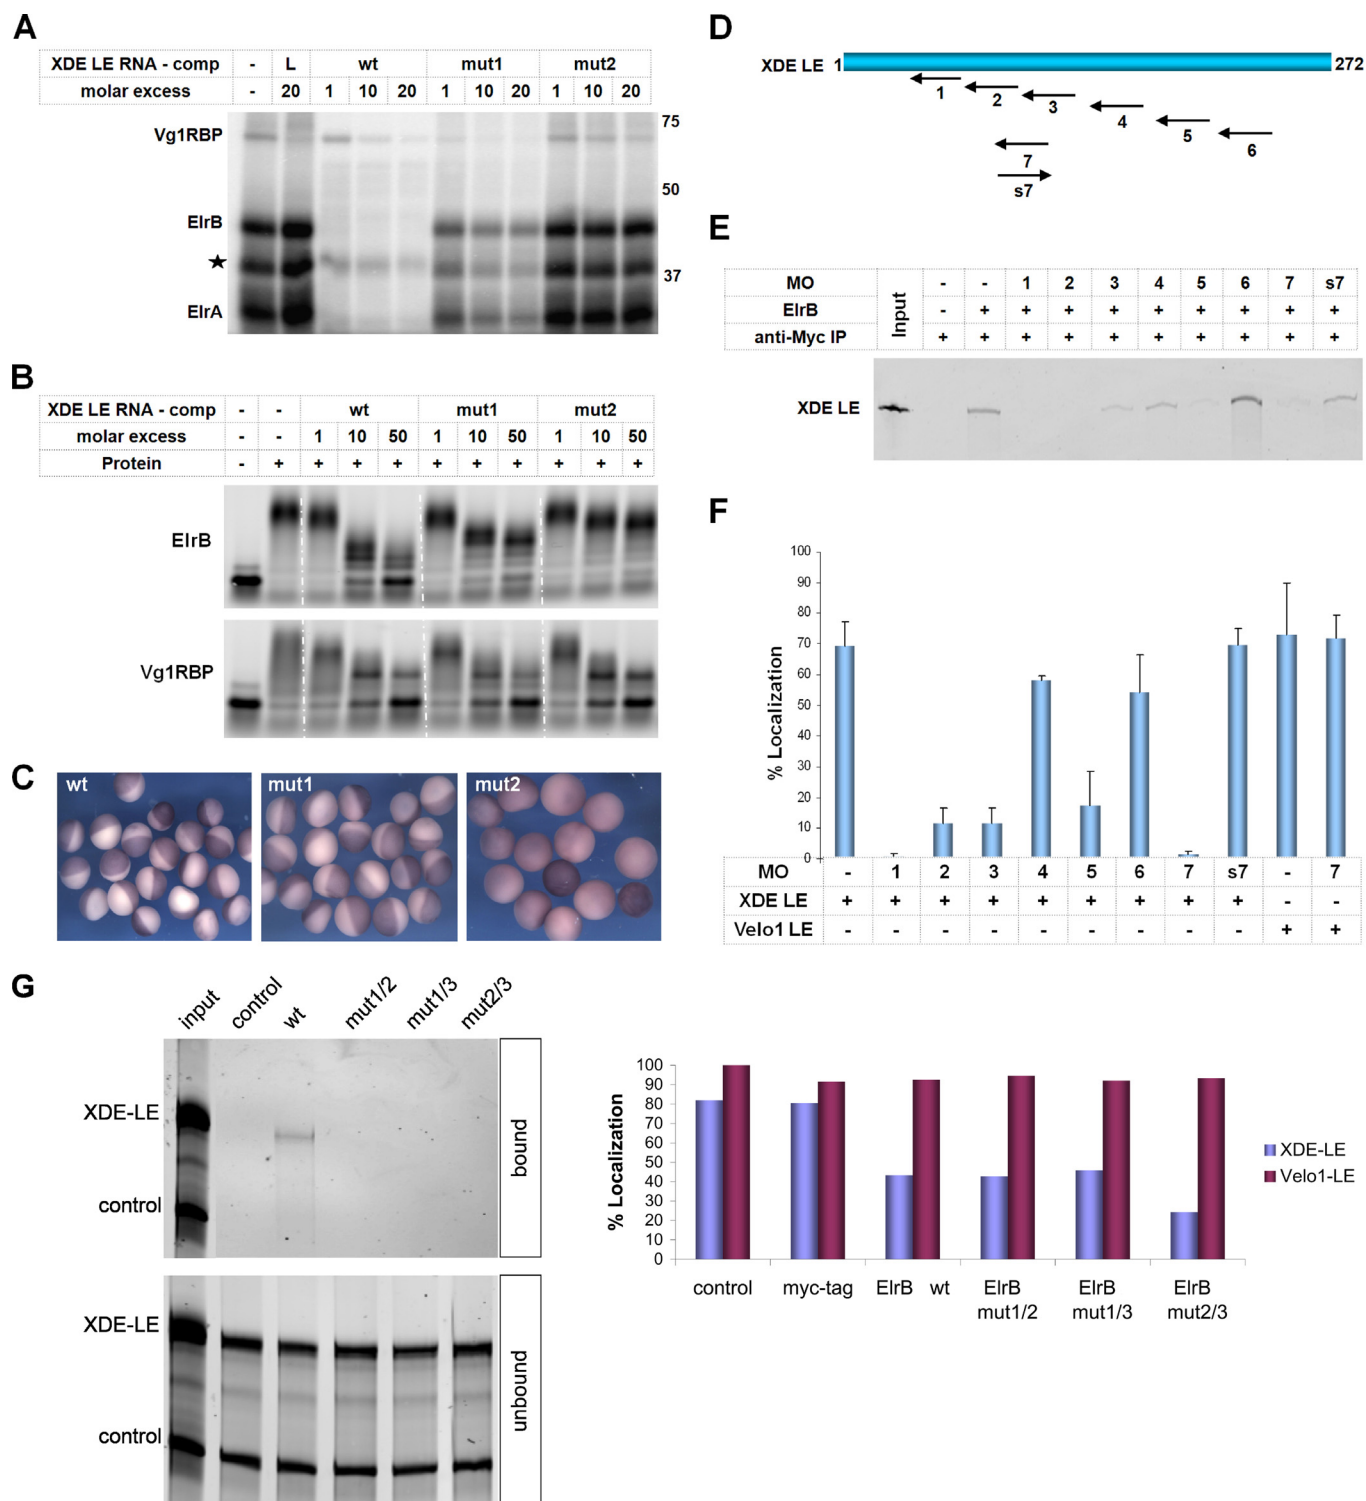 A
XDE LE RNA - comp - L wt mut1 mut2
molar excess - 20 1 10 20 1 10 20 1 10 20
Vg1RBP
ElrB
★
ElrA
75
50
37
B
XDE LE RNA - comp - - wt mut1 mut2
molar excess - - 1 10 50 1 10 50 1 10 50
Protein - + + + + + + + + + +
ElrB
Vg1RBP
C
wt
mut1
mut2
D
XDE LE 1 272
1
2
3
4
5
6
7
s7
E
MO Input - - 1 2 3 4 5 6 7 s7
ElrB - + + + + + + + + +
anti-Myc IP + + + + + + + + + +
XDE LE
F
% Localization
100
90
80
70
60
50
40
30
20
10
0
MO - 1 2 3 4 5 6 7 s7 - 7
XDE LE + + + + + + + + + - -
Velo1 LE - - - - - - - - - + +
G
input control wt mut1/2 mut1/3 mut2/3
XDE-LE
control
bound
XDE-LE
control
unbound
% Localization
100
90
80
70
60
50
40
30
20
10
0
control myc-tag ElrB wt ElrB mut1/2 ElrB mut1/3 ElrB mut2/3
XDE-LE
Velo1-LE